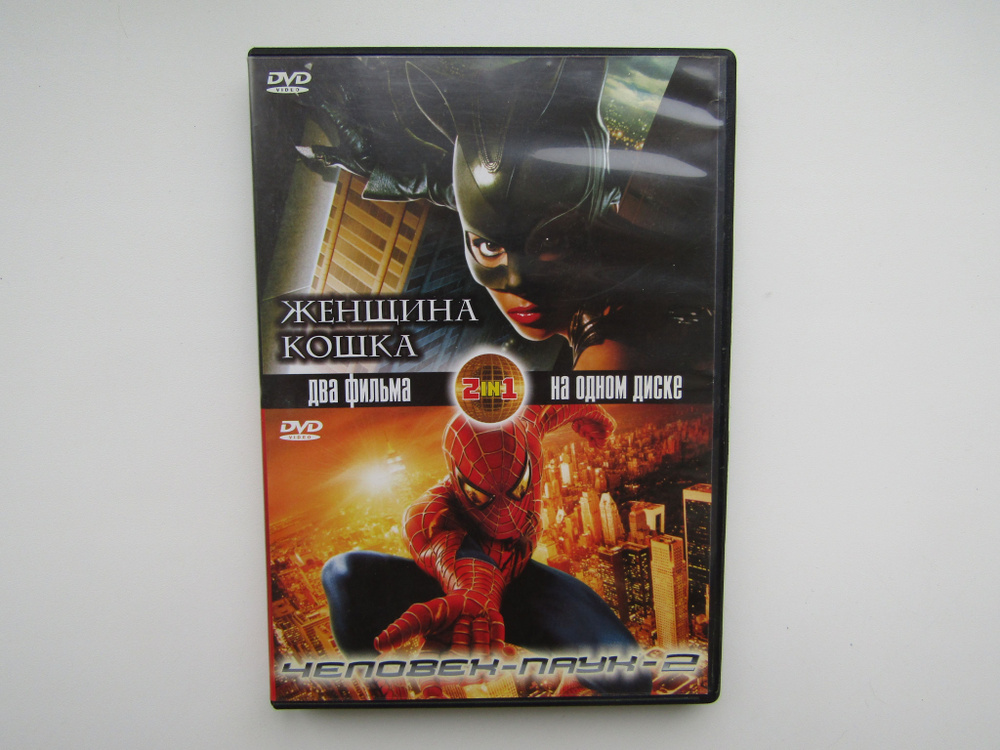 DVD
VIDEO
ЖЕНЩИНА
КОШКА
два фильма 2IN1 на одном диске
DVD
VIDEO
ЧЕЛОВЕК-ПАУК-2